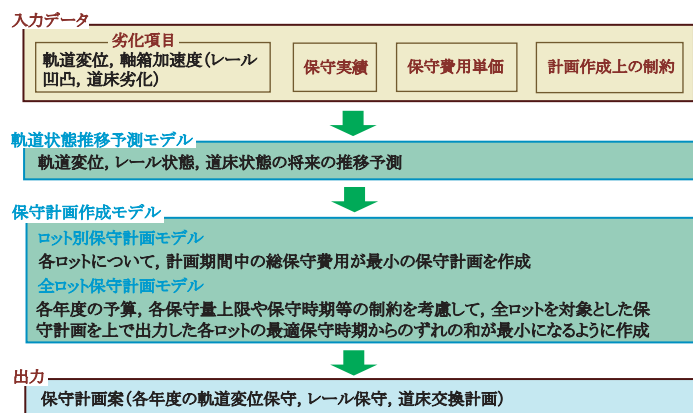 入力データ
劣化項目
軌道変位，軸箱加速度（レール
凹凸，道床劣化）
保守実績
保守費用単価
計画作成上の制約
軌道状態推移予測モデル
軌道変位，レール状態，道床状態の将来の推移予測
保守計画作成モデル
ロット別保守計画モデル
各ロットについて，計画期間中の総保守費用が最小の保守計画を作成
全ロット保守計画モデル
各年度の予算，各保守量上限や保守時期等の制約を考慮して，全ロットを対象とした保
守計画を上で出力した各ロットの最適保守時期からのずれの和が最小になるように作成
出力
保守計画案（各年度の軌道変位保守，レール保守，道床交換計画）